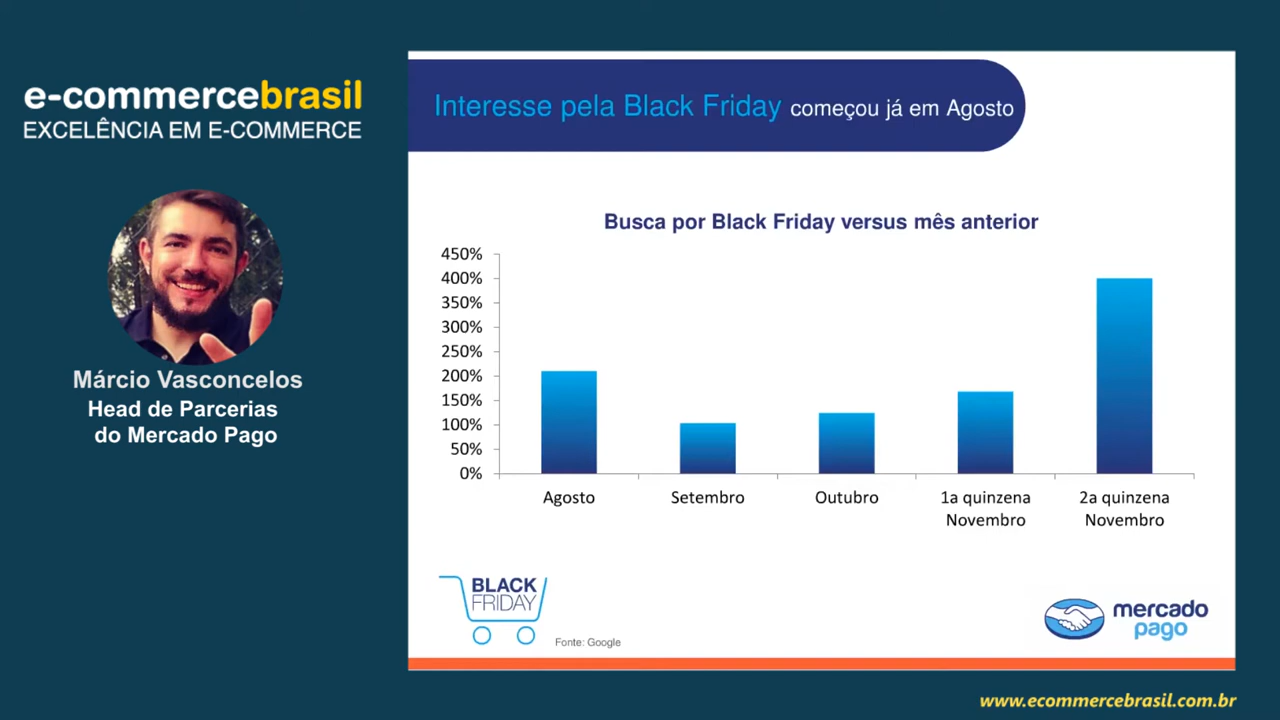 e-commercebrasil
EXCELÊNCIA EM E-COMMERCE
Márcio Vasconcelos
Head de Parcerias
do Mercado Pago
Interesse pela Black Friday começou já em Agosto
Busca por Black Friday versus mês anterior
450%
400%
350%
300%
250%
200%
150%
100%
50%
0%
Agosto
Setembro
Outubro
1a quinzena
Novembro
2a quinzena
Novembro
BLACK
FRIDAY
Fonte: Google
mercado
pago
www.ecommercebrasil.com.br